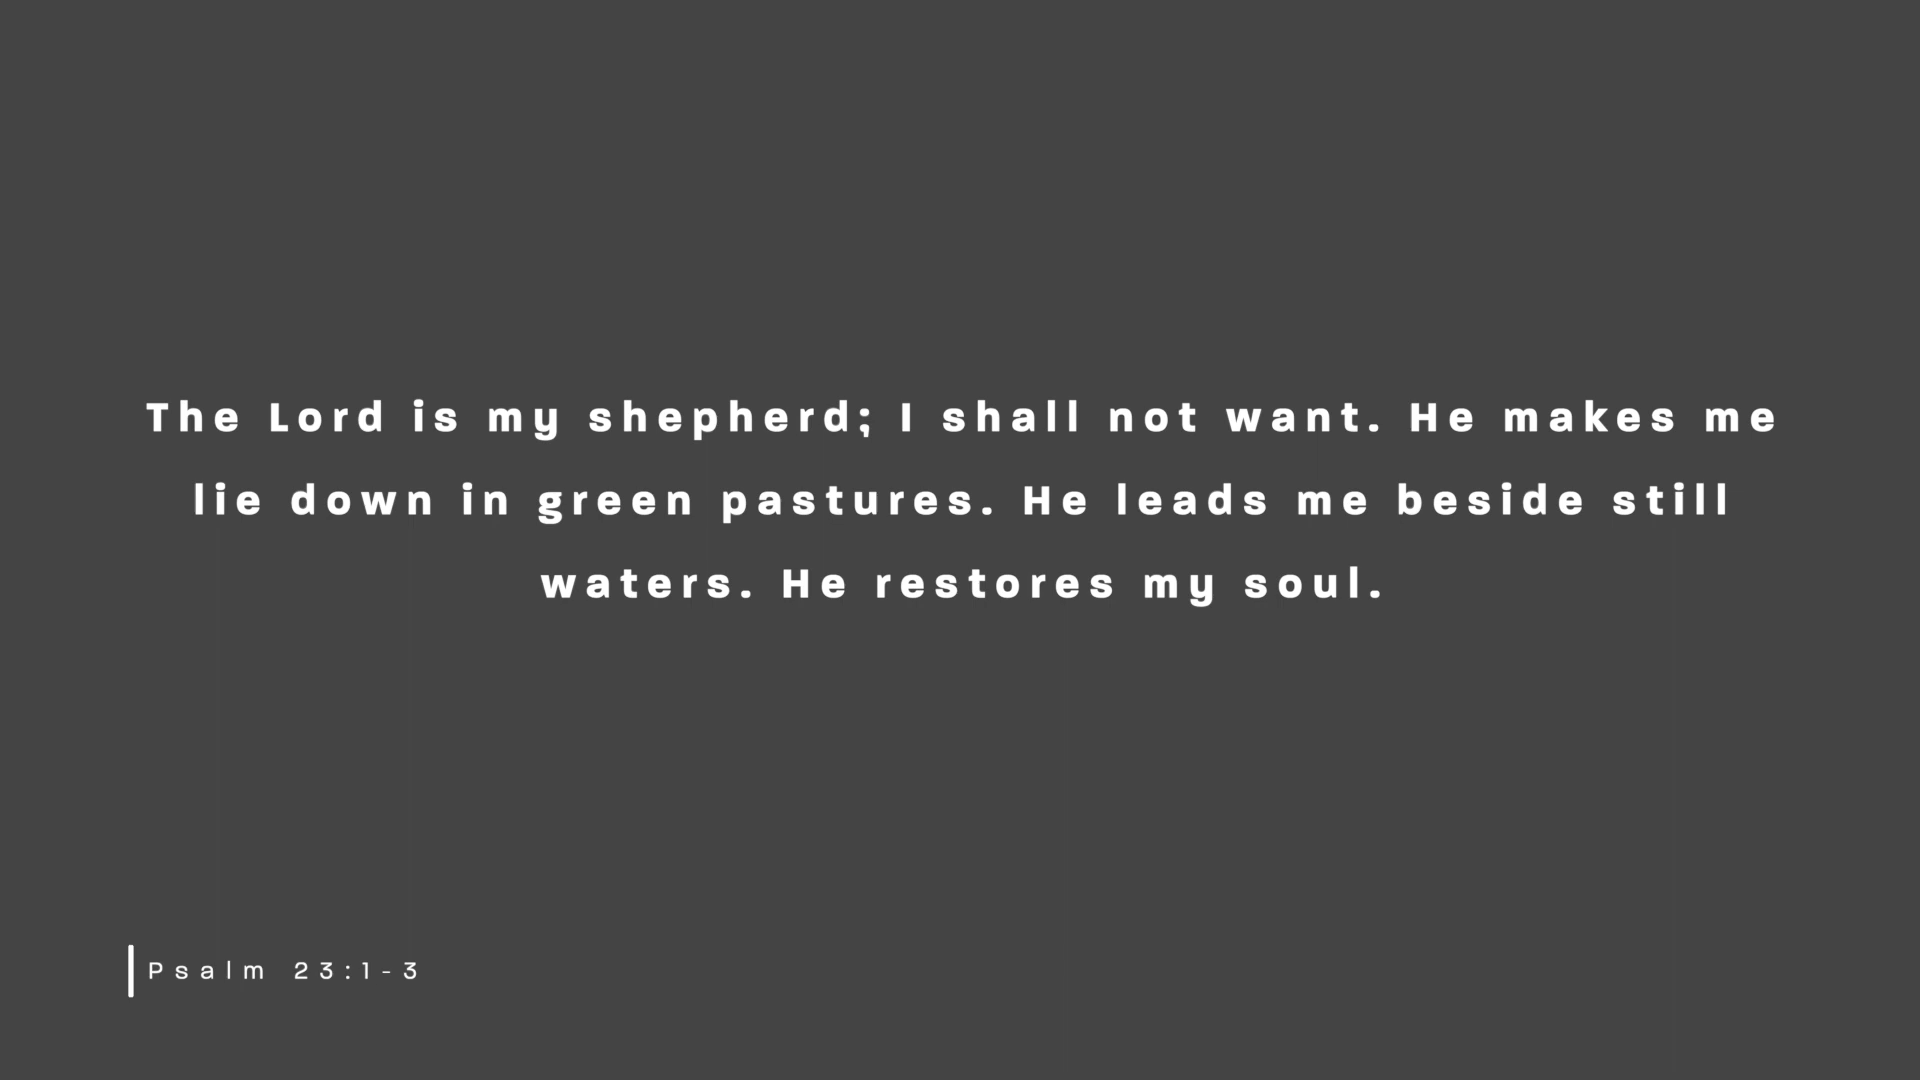 The Lord is my shepherd; I shall not want. He makes me
lie down in green pastures. He leads me beside still
waters. He restores my soul.
Psalm 23:1-3